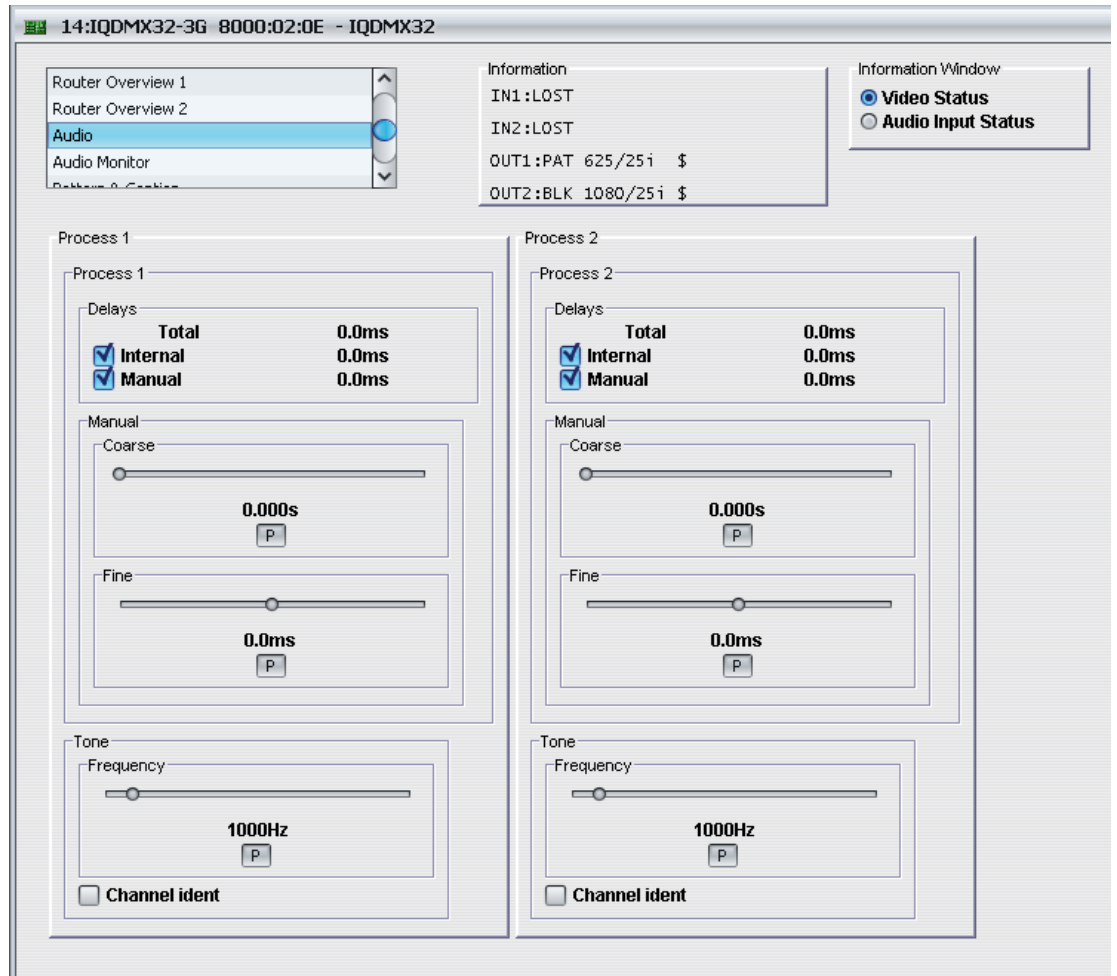 14:IQDMX32-3G 8000:02:0E - IQDMX32
Router Overview 1
Router Overview 2
Audio
Audio Monitor
Information
IN1:LOST
IN2:LOST
OUT1:PAT 625/25i $
OUT2:BLK 1080/25i $
Information Window
Video Status
Audio Input Status
Process 1
Process 1
Delays
Total 0.0ms
Internal 0.0ms
Manual 0.0ms
Manual
Coarse
0.000s
P
Fine
0.0ms
P
Tone
Frequency
1000Hz
P
Channel ident
Process 2
Process 2
Delays
Total 0.0ms
Internal 0.0ms
Manual 0.0ms
Manual
Coarse
0.000s
P
Fine
0.0ms
P
Tone
Frequency
1000Hz
P
Channel ident